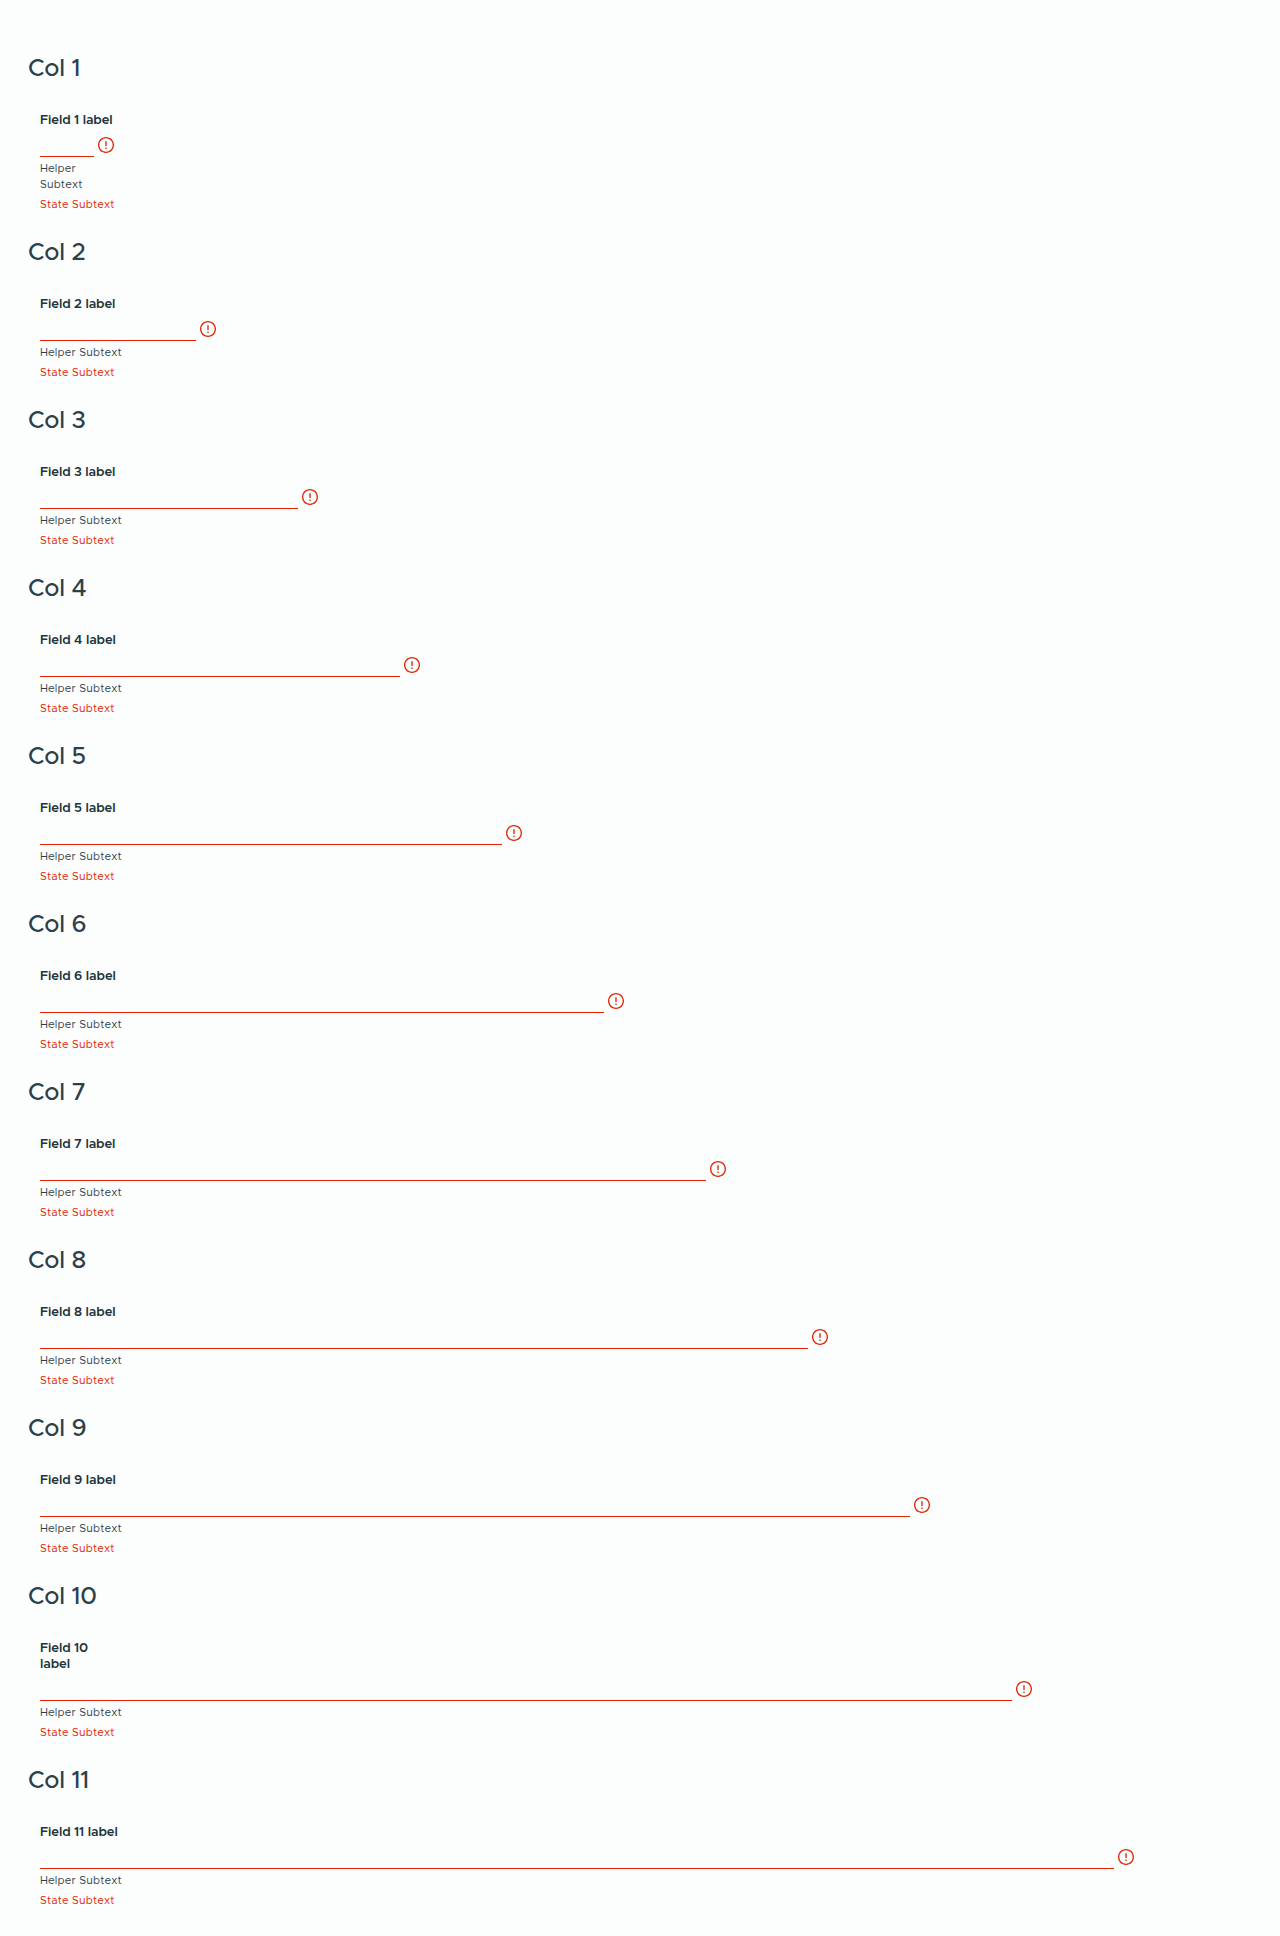 Col 1
Field 1 label
Helper
Subtext
State Subtext
Col 2
Field 2 label
Helper Subtext
State Subtext
Col 3
Field 3 label
Helper Subtext
State Subtext
Col 4
Field 4 label
Helper Subtext
State Subtext
Col 5
Field 5 label
Helper Subtext
State Subtext
Col 6
Field 6 label
Helper Subtext
State Subtext
Col 7
Field 7 label
Helper Subtext
State Subtext
Col 8
Field 8 label
Helper Subtext
State Subtext
Col 9
Field 9 label
Helper Subtext
State Subtext
Col 10
Field 10
label
Helper Subtext
State Subtext
Col 11
Field 11 label
Helper Subtext
State Subtext